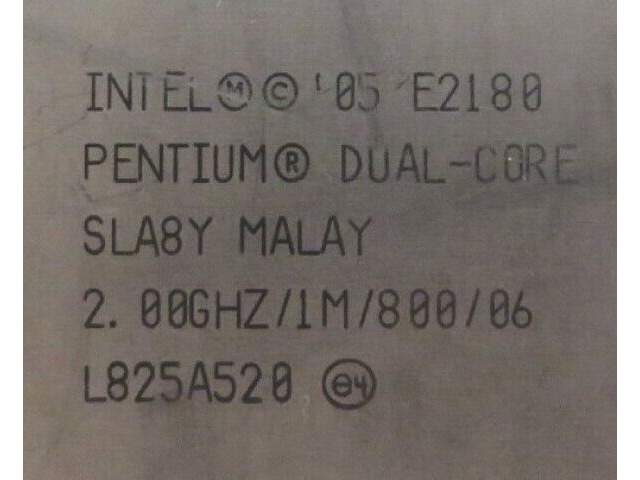 INTEL Ⓜ © '05 E2180
PENTIUM® DUAL-CORE
SLA8Y MALAY
2.00GHZ/1M/800/06
L825A520 e4